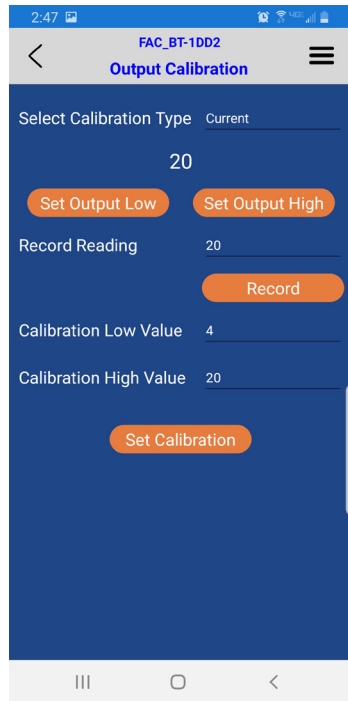 2:47
FAC_BT-1DD2
Output Calibration
Select Calibration Type Current
20
Set Output Low Set Output High
Record Reading 20
Record
Calibration Low Value 4
Calibration High Value 20
Set Calibration